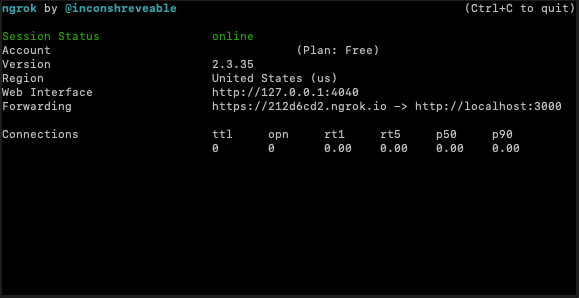 ngrok by @inconshreveable (Ctrl+C to quit)
Session Status online
Account (Plan: Free)
Version 2.3.35
Region United States (us)
Web Interface http://127.0.0.1:4040
Forwarding https://212d6cd2.ngrok.io -> http://localhost:3000
Connections ttl opn rt1 rt5 p50 p90
0 0 0.00 0.00 0.00 0.00